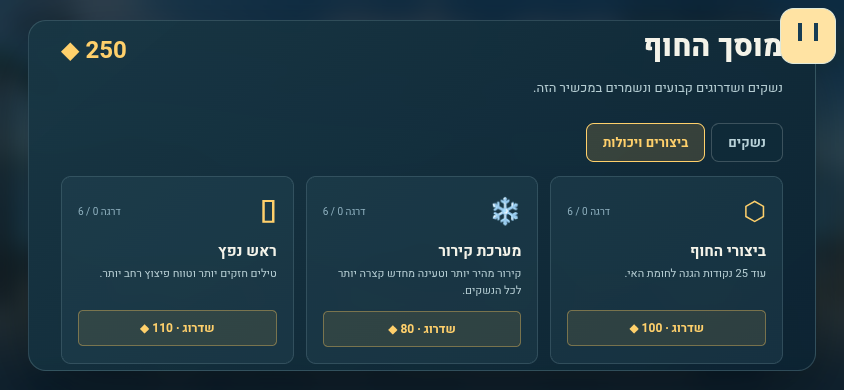 מוסך החוף
250 ◆
נשקים ושדרוגים קבועים ונשמרים במכשיר הזה.
נשקים
ביצורים ויכולות
דרגה 0 / 6
ביצורי החוף
עוד 25 נקודות הגנה לחומת האי.
שדרוג · 100 ◆
דרגה 0 / 6
מערכת קירור
קירור מהיר יותר וטעינה מחדש קצרה יותר
לכל הנשקים.
שדרוג · 80 ◆
דרגה 0 / 6
ראש נפץ
טילים חזקים יותר וטווח פיצוץ רחב יותר.
שדרוג · 110 ◆